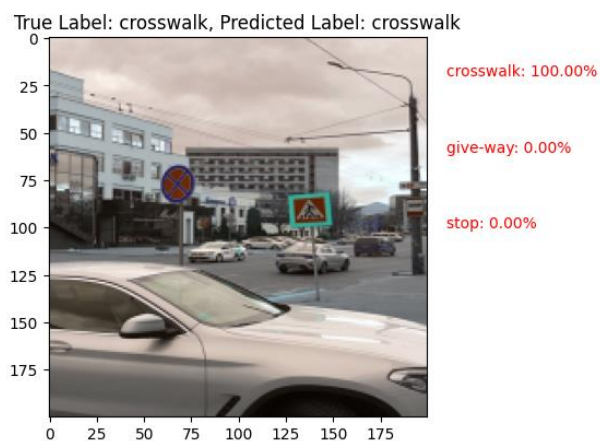 True Label: crosswalk, Predicted Label: crosswalk
crosswalk: 100.00%
give-way: 0.00%
stop: 0.00%
0
25
50
75
100
125
150
175
0 25 50 75 100 125 150 175